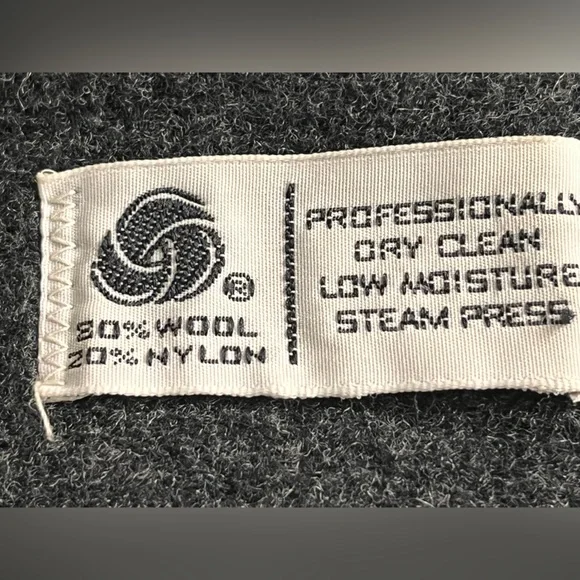 ®
80% WOOL
20% NYLON
PROFESSIONALLY
DRY CLEAN
LOW MOISTURE
STEAM PRESS